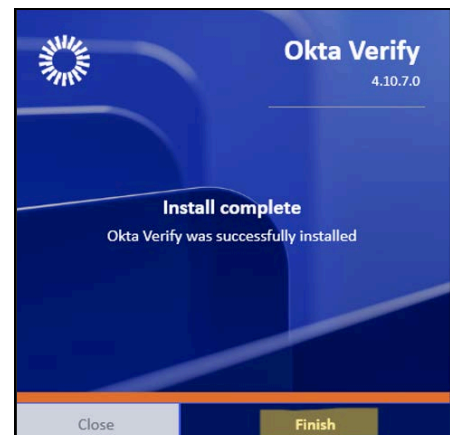 Okta Verify
4.10.7.0
Install complete
Okta Verify was successfully installed
Close
Finish